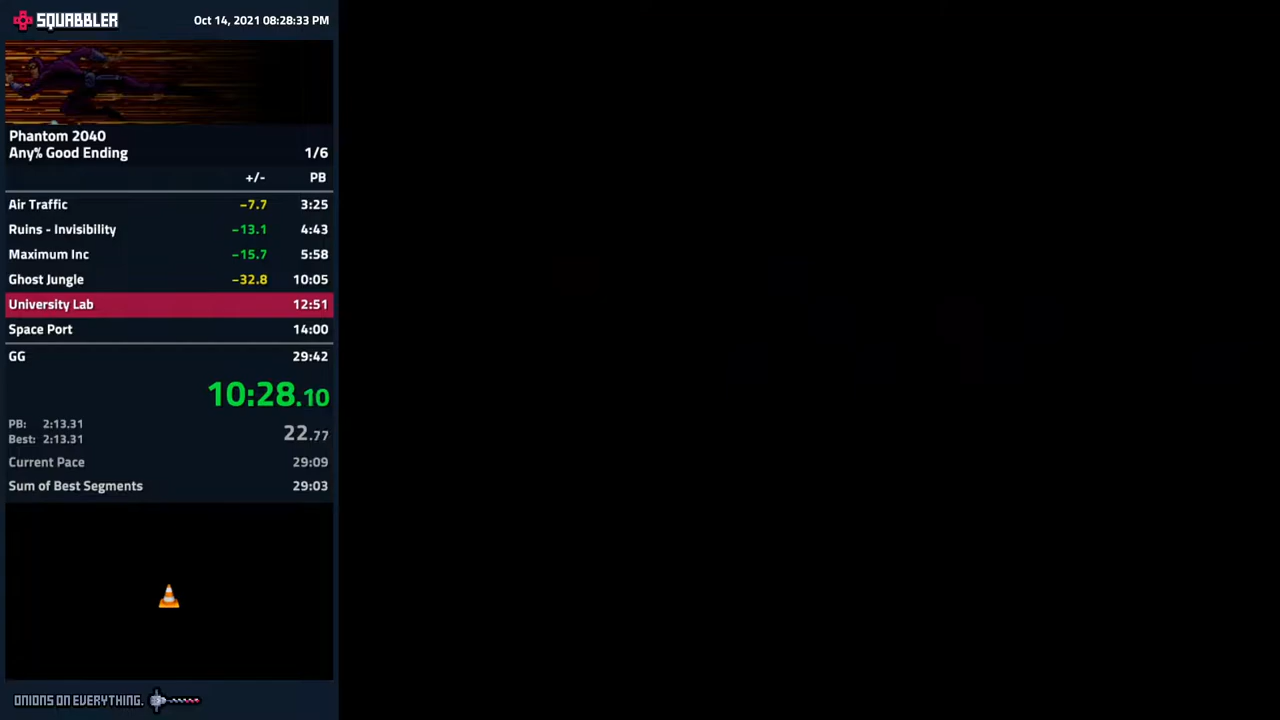 SQUABBLER Oct 14, 2021 08:28:33 PM
Phantom 2040
Any% Good Ending 1/6
+/- PB
Air Traffic −7.7 3:25
Ruins - Invisibility −13.1 4:43
Maximum Inc −15.7 5:58
Ghost Jungle −32.8 10:05
University Lab 12:51
Space Port 14:00
GG 29:42
10:28.10
PB: 2:13.31
Best: 2:13.31
22.77
Current Pace 29:09
Sum of Best Segments 29:03
ONIONS ON EVERYTHING.